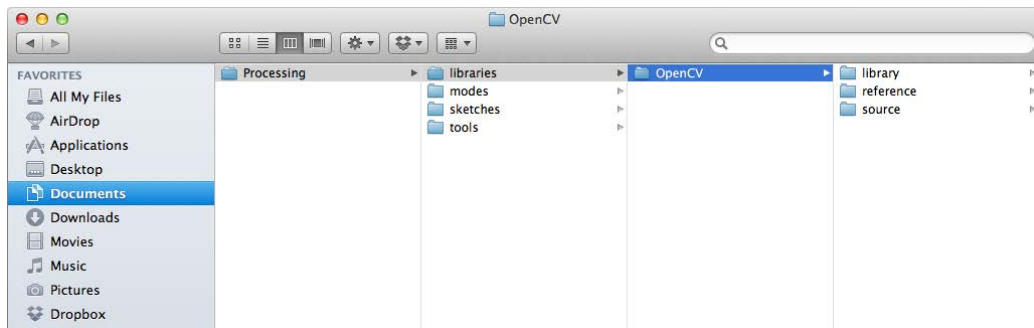 OpenCV
FAVORITES
All My Files
AirDrop
Applications
Desktop
Documents
Downloads
Movies
Music
Pictures
Dropbox
Processing
libraries
modes
sketches
tools
OpenCV
library
reference
source